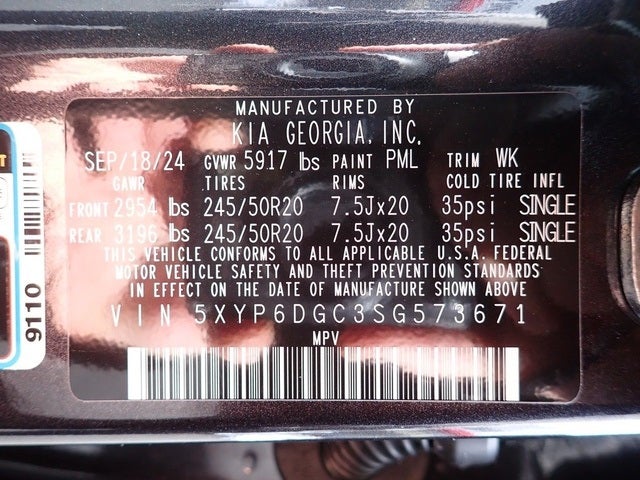 MANUFACTURED BY
KIA GEORGIA, INC.
SEP/18/24 GVWR 5917 lbs PAINT PML TRIM WK
GAWR TIRES RIMS COLD TIRE INFL
FRONT 2954 lbs 245/50R20 7.5Jx20 35psi SINGLE
REAR 3196 lbs 245/50R20 7.5Jx20 35psi SINGLE
THIS VEHICLE CONFORMS TO ALL APPLICABLE U.S.A. FEDERAL
MOTOR VEHICLE SAFETY AND THEFT PREVENTION STANDARDS
IN EFFECT ON THE DATE OF MANUFACTURE SHOWN ABOVE
VIN 5XYP6DGC3SG573671
MPV
9110